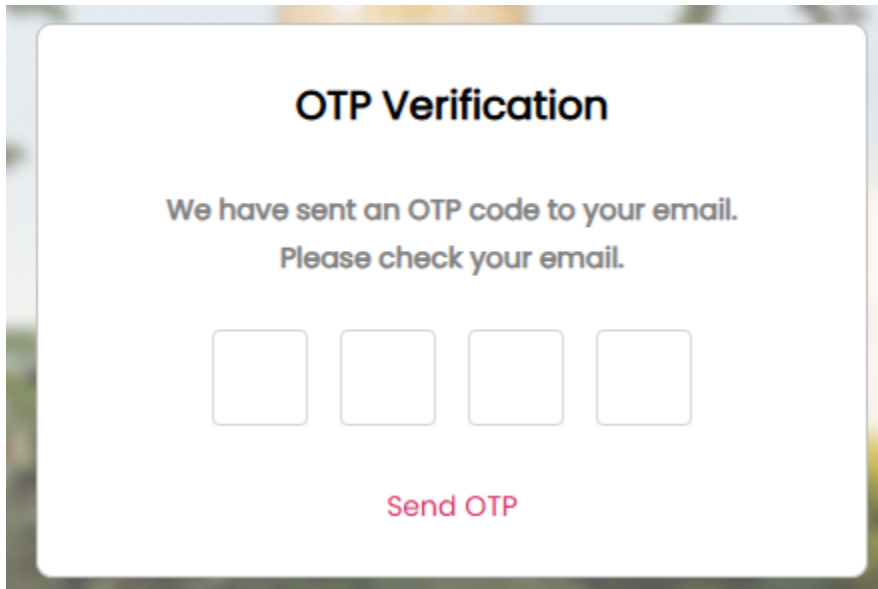 OTP Verification
We have sent an OTP code to your email.
Please check your email.
Send OTP